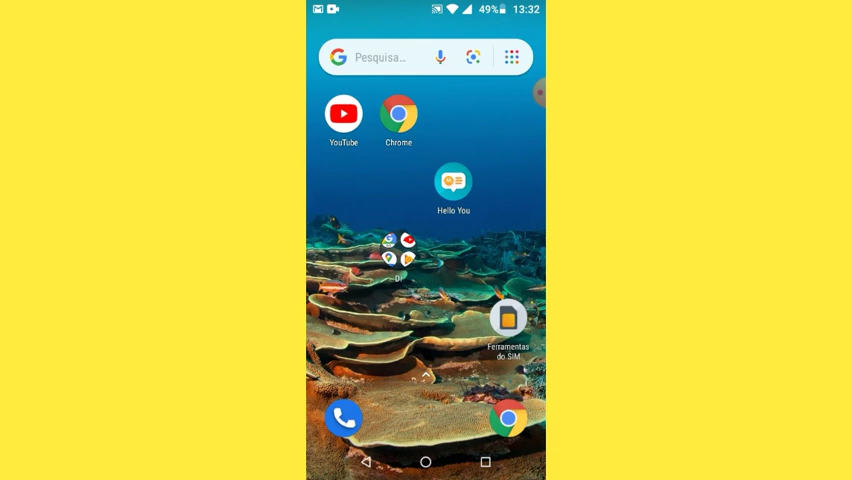 49% 13:32
Pesquisa...
YouTube
Chrome
Hello You
Ferramentas
do SIM